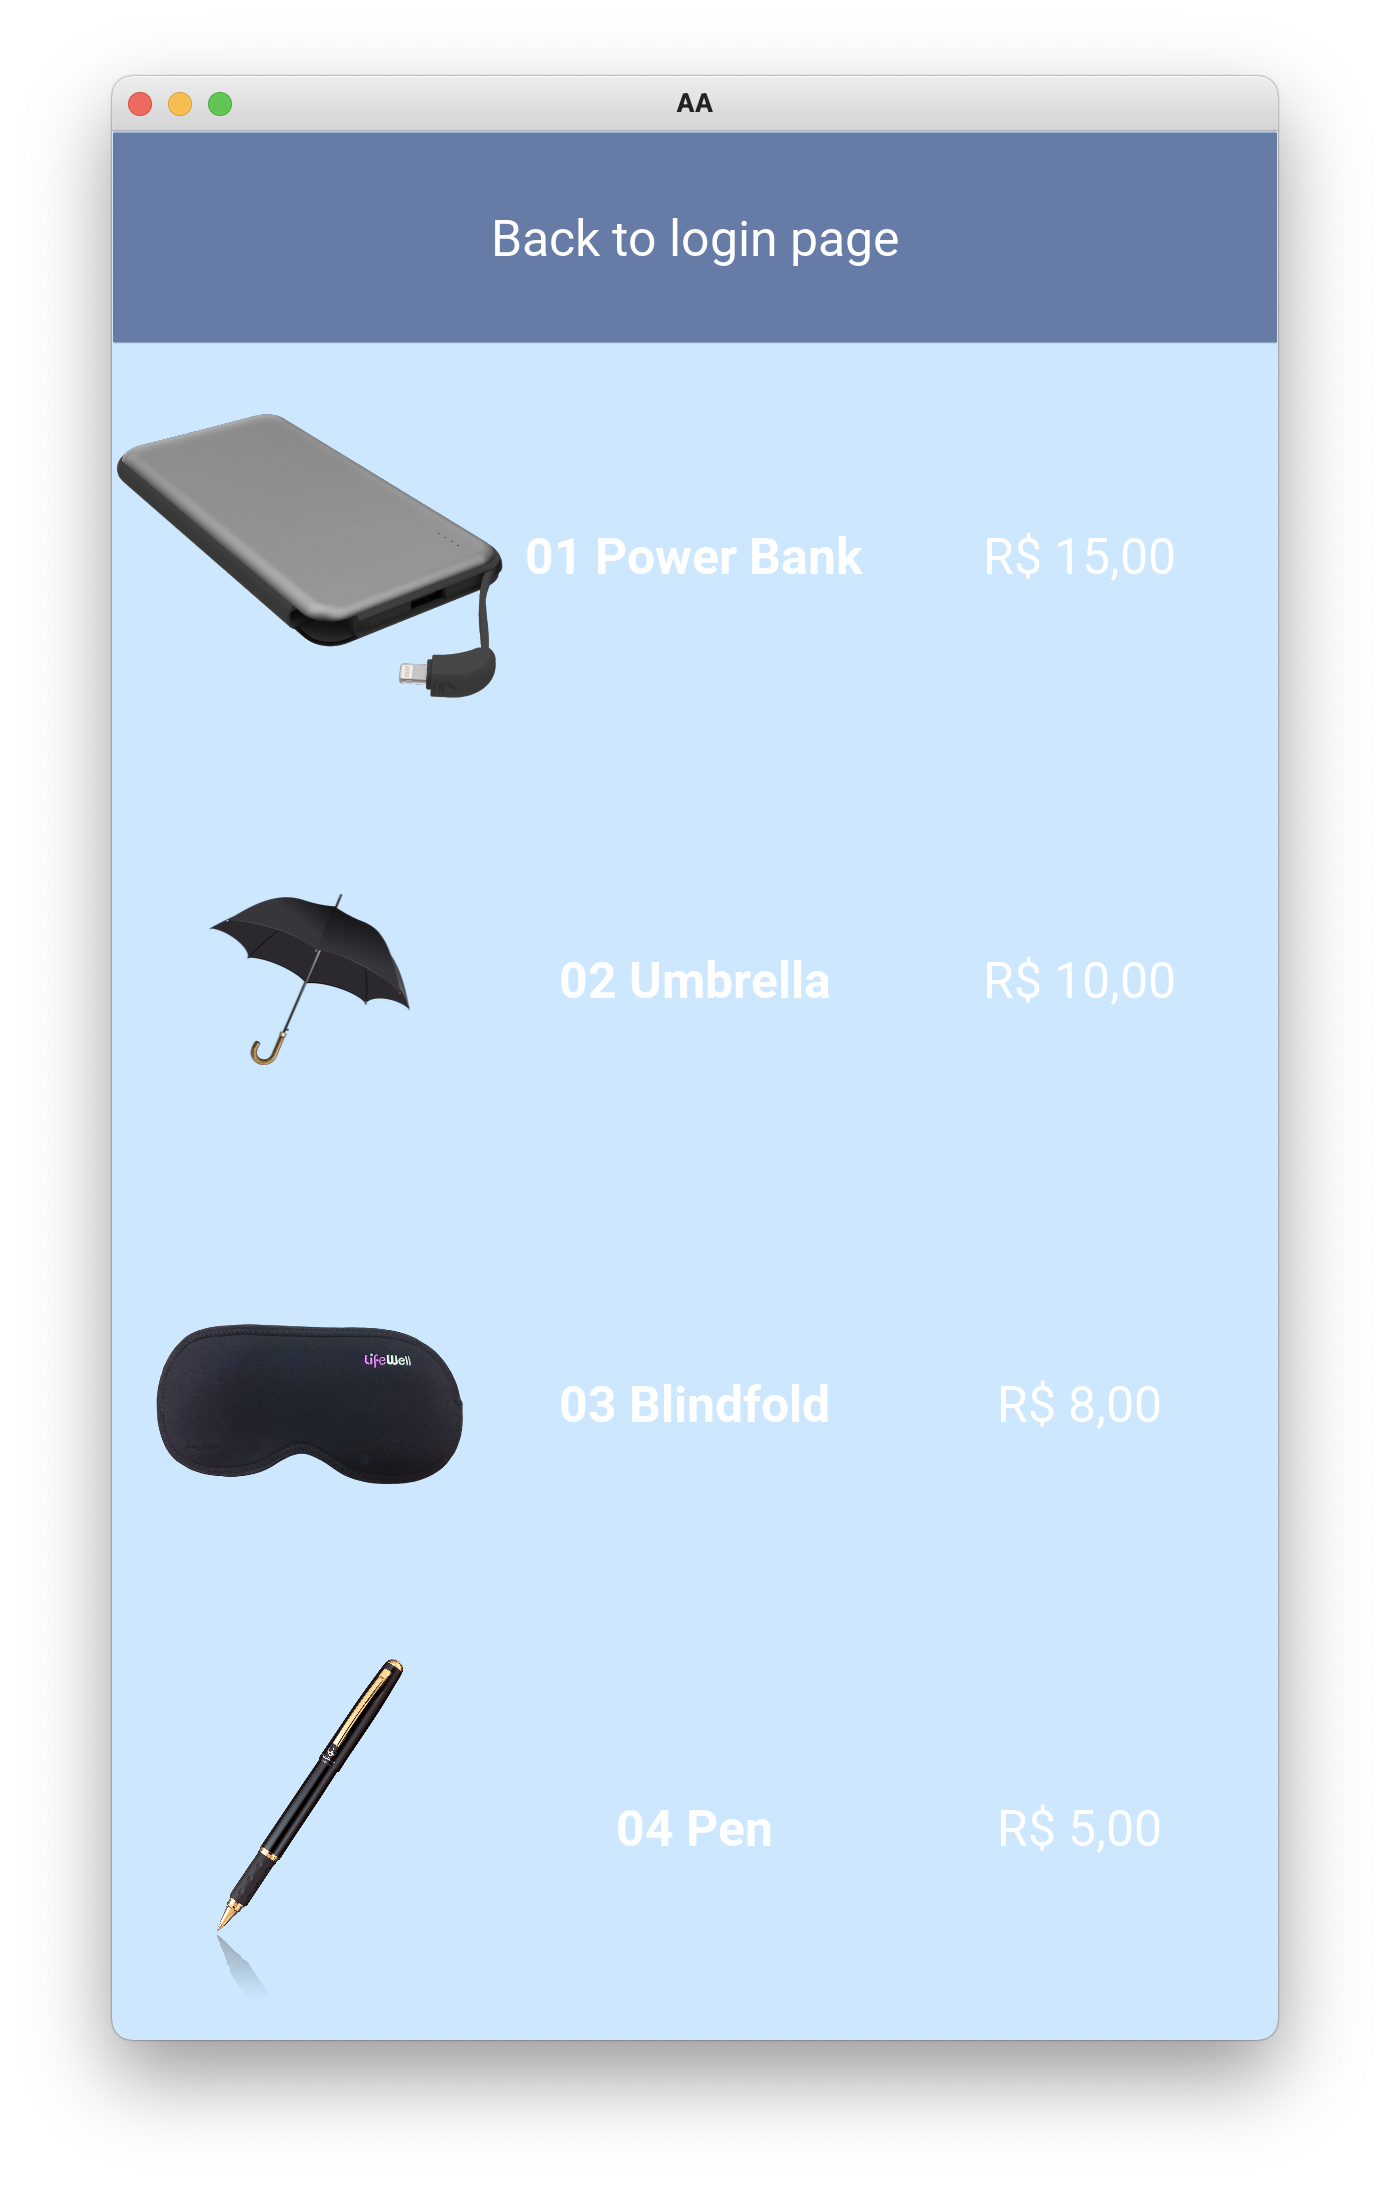 AA
Back to login page
01 Power Bank R$ 15,00
02 Umbrella R$ 10,00
LifeWell
03 Blindfold R$ 8,00
04 Pen R$ 5,00